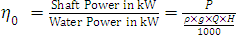 η₀ = Shaft Power in kW / Water Power in kW = P / (ρ×g×Q×H / 1000)